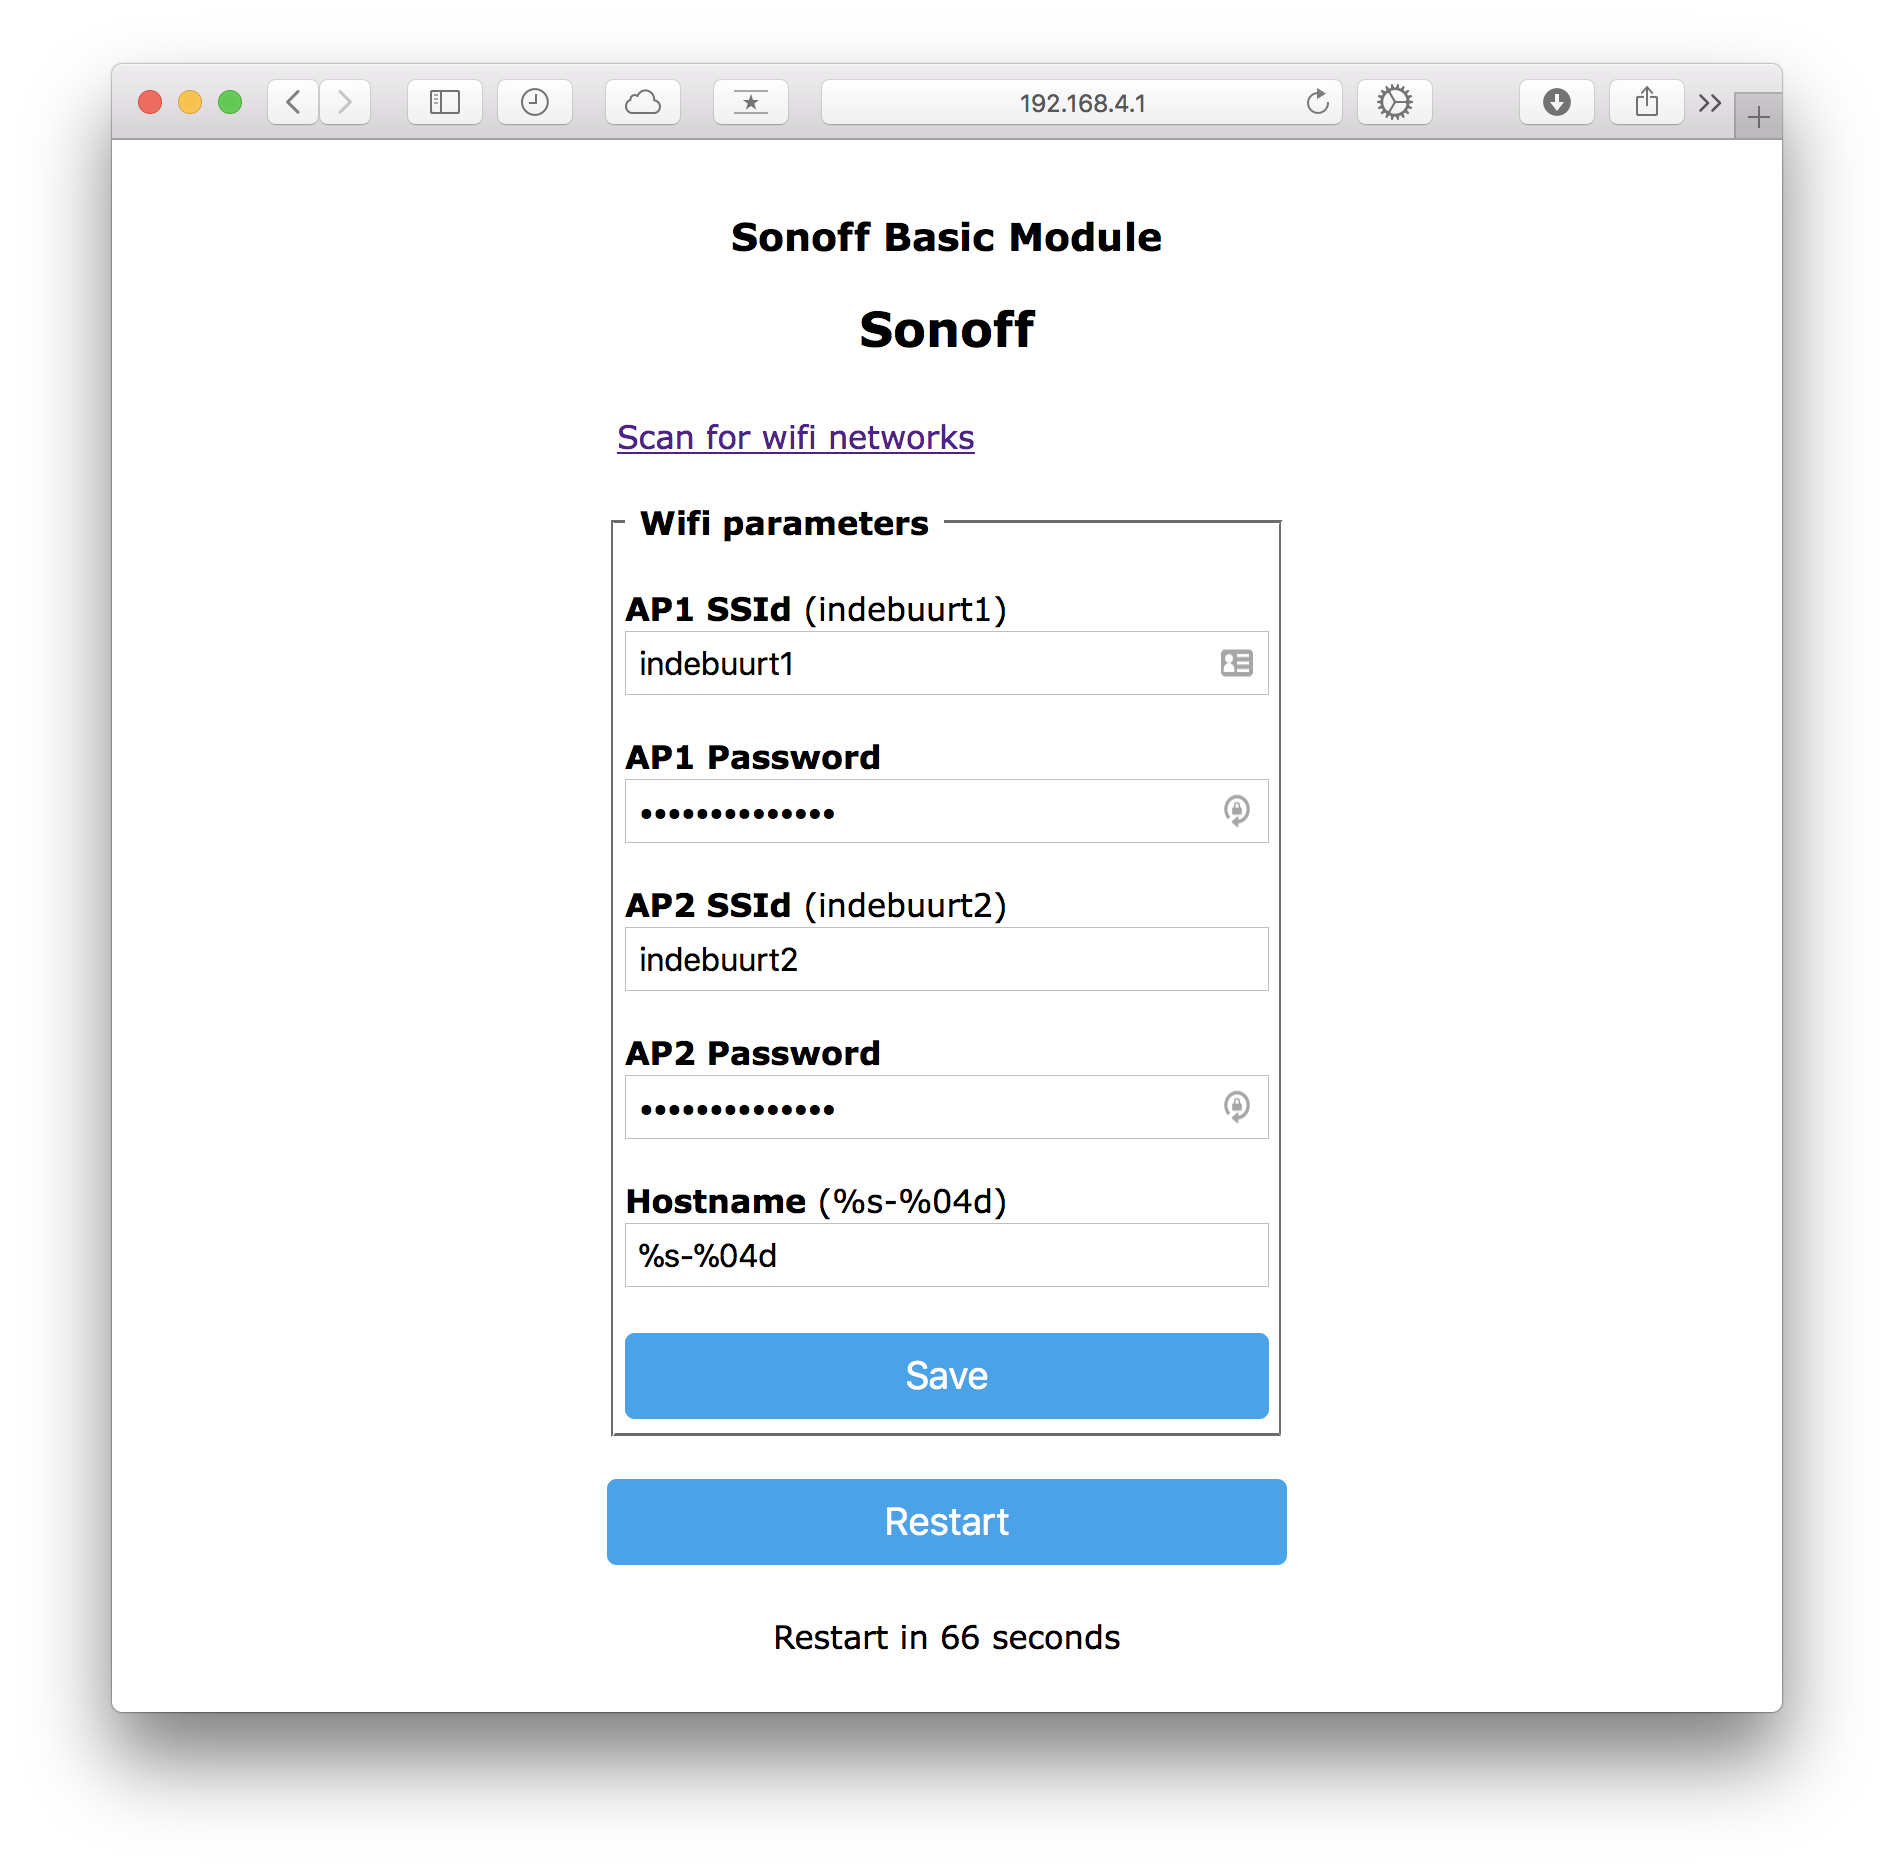 192.168.4.1
Sonoff Basic Module
Sonoff
Scan for wifi networks
Wifi parameters
AP1 SSId (indebuurt1)
indebuurt1
AP1 Password
••••••••••••••
AP2 SSId (indebuurt2)
indebuurt2
AP2 Password
••••••••••••••
Hostname (%s-%04d)
%s-%04d
Save
Restart
Restart in 66 seconds